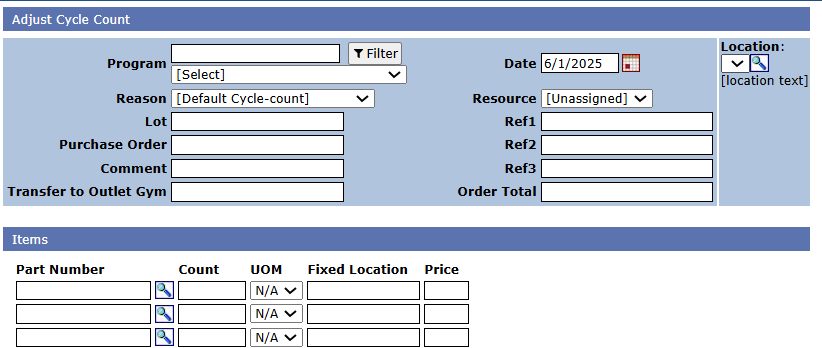 Adjust Cycle Count
Program Filter Date 6/1/2025 Location:
[Select] [location text]
Reason [Default Cycle-count] Resource [Unassigned]
Lot Ref1
Purchase Order Ref2
Comment Ref3
Transfer to Outlet Gym Order Total
Items
Part Number Count UOM Fixed Location Price
N/A
N/A
N/A